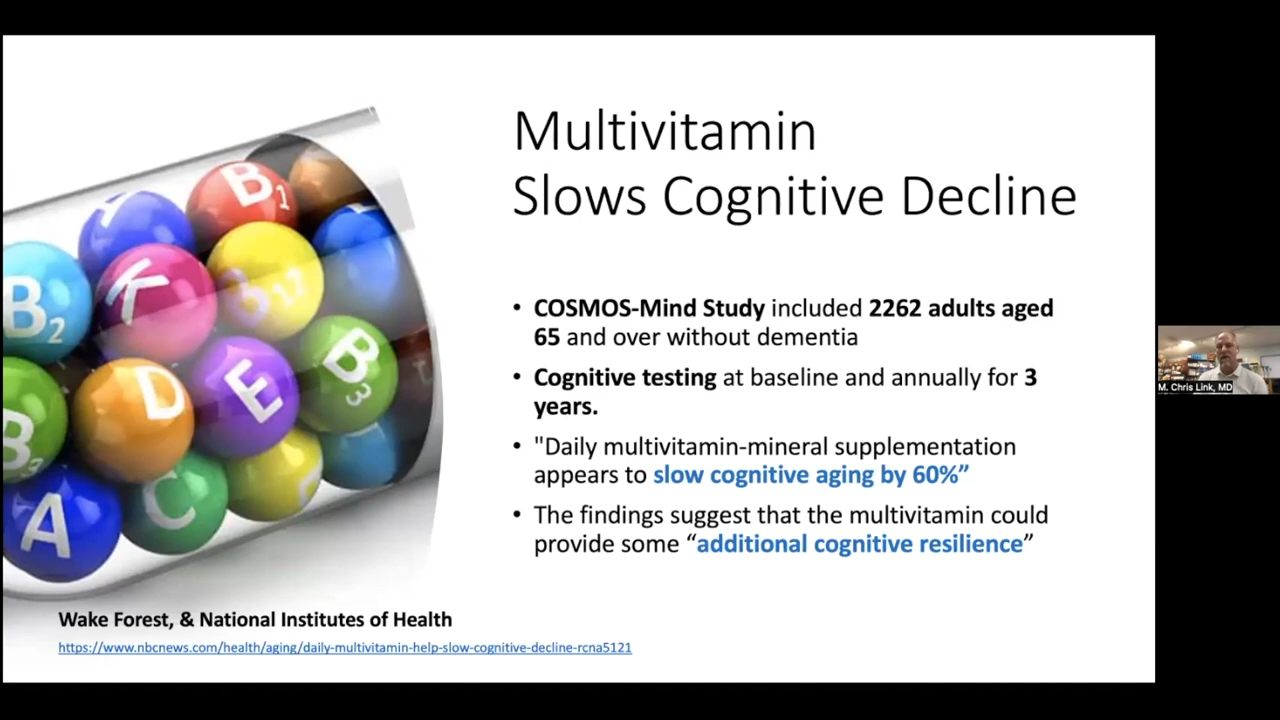 Multivitamin
Slows Cognitive Decline
• COSMOS-Mind Study included 2262 adults aged
65 and over without dementia
• Cognitive testing at baseline and annually for 3
years.
• "Daily multivitamin-mineral supplementation
appears to slow cognitive aging by 60%”
• The findings suggest that the multivitamin could
provide some “additional cognitive resilience”
B1
A
K
B12
B2
D
E
B3
B3
A
C
Wake Forest, & National Institutes of Health
https://www.nbcnews.com/health/aging/daily-multivitamin-help-slow-cognitive-decline-rcna5121
M. Chris Link, MD